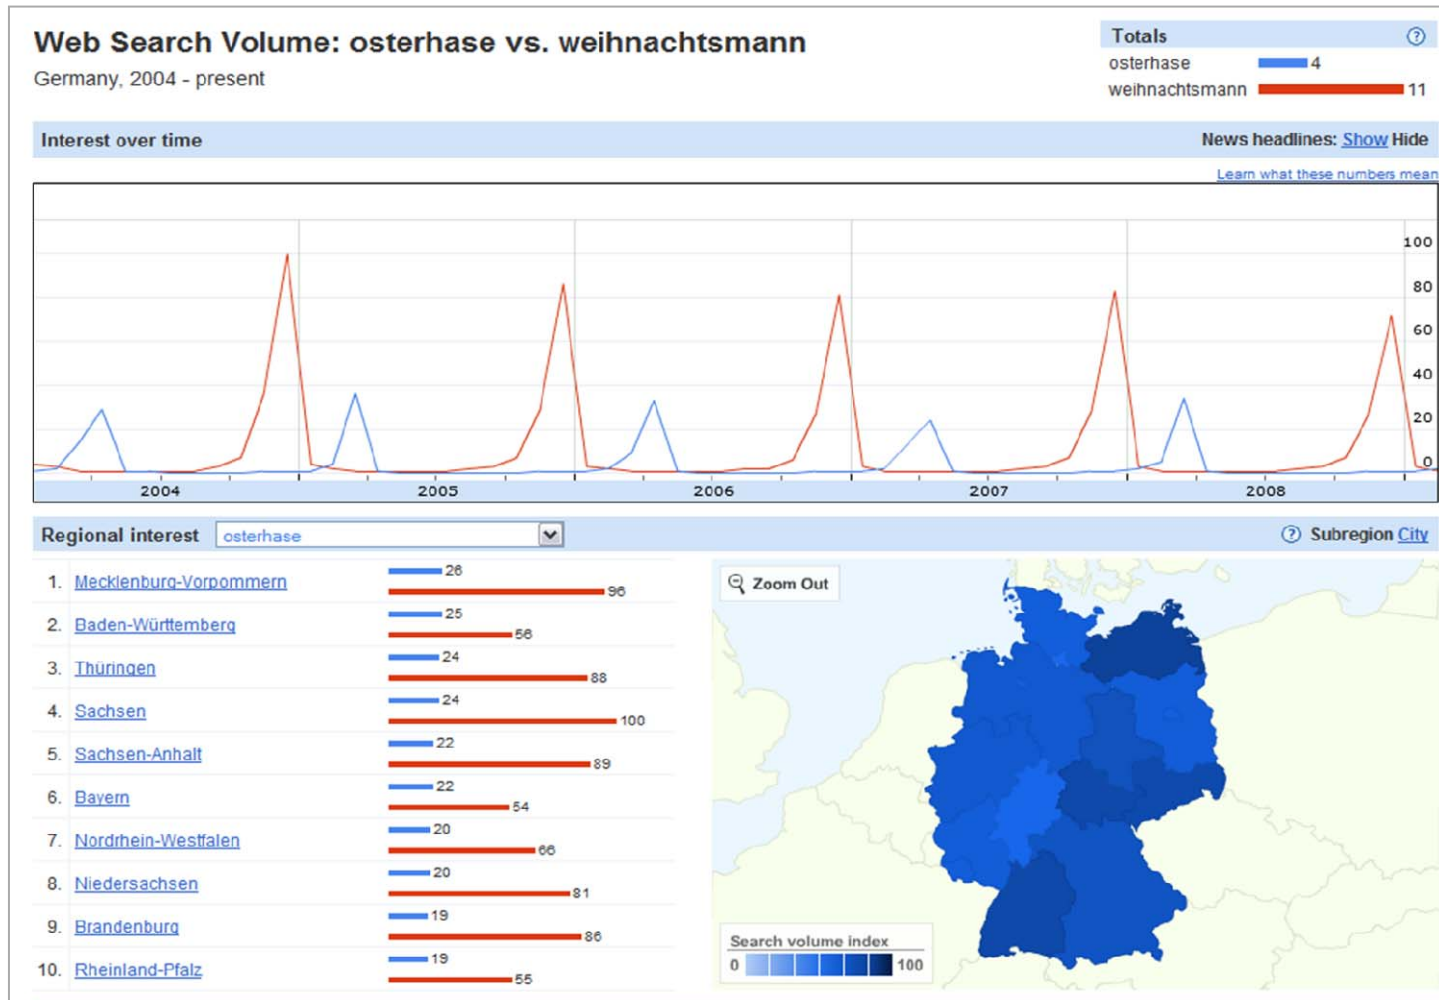 Web Search Volume: osterhase vs. weihnachtsmann
Germany, 2004 - present
Totals ?
osterhase 4
weihnachtsmann 11
Interest over time News headlines: Show Hide
Learn what these numbers mean
100
80
60
40
20
0
2004 2005 2006 2007 2008
Regional interest osterhase ? Subregion City
1. Mecklenburg-Vorpommern 26 96
2. Baden-Württemberg 25 56
3. Thüringen 24 88
4. Sachsen 24 100
5. Sachsen-Anhalt 22 89
6. Bayern 22 54
7. Nordrhein-Westfalen 20 66
8. Niedersachsen 20 81
9. Brandenburg 19 86
10. Rheinland-Pfalz 19 55
Zoom Out
Search volume index
0 100